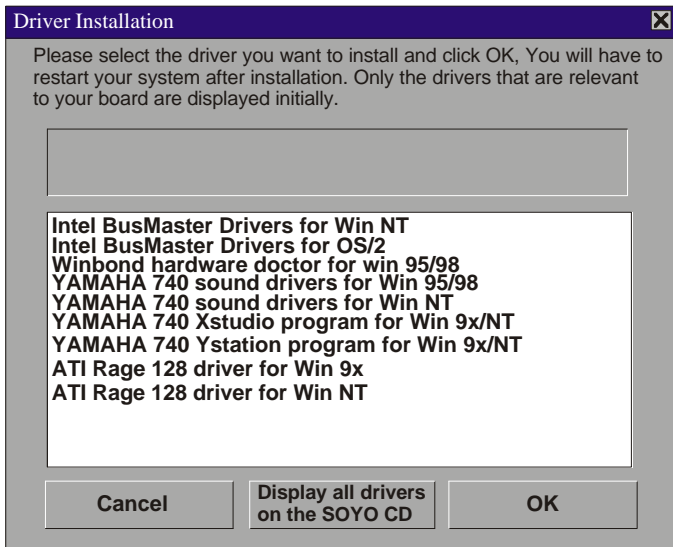 Driver Installation
Please select the driver you want to install and click OK, You will have to
restart your system after installation. Only the drivers that are relevant
to your board are displayed initially.
Intel BusMaster Drivers for Win NT
Intel BusMaster Drivers for OS/2
Winbond hardware doctor for win 95/98
YAMAHA 740 sound drivers for Win 95/98
YAMAHA 740 sound drivers for Win NT
YAMAHA 740 Xstudio program for Win 9x/NT
YAMAHA 740 Ystation program for Win 9x/NT
ATI Rage 128 driver for Win 9x
ATI Rage 128 driver for Win NT
Cancel
Display all drivers
on the SOYO CD
OK